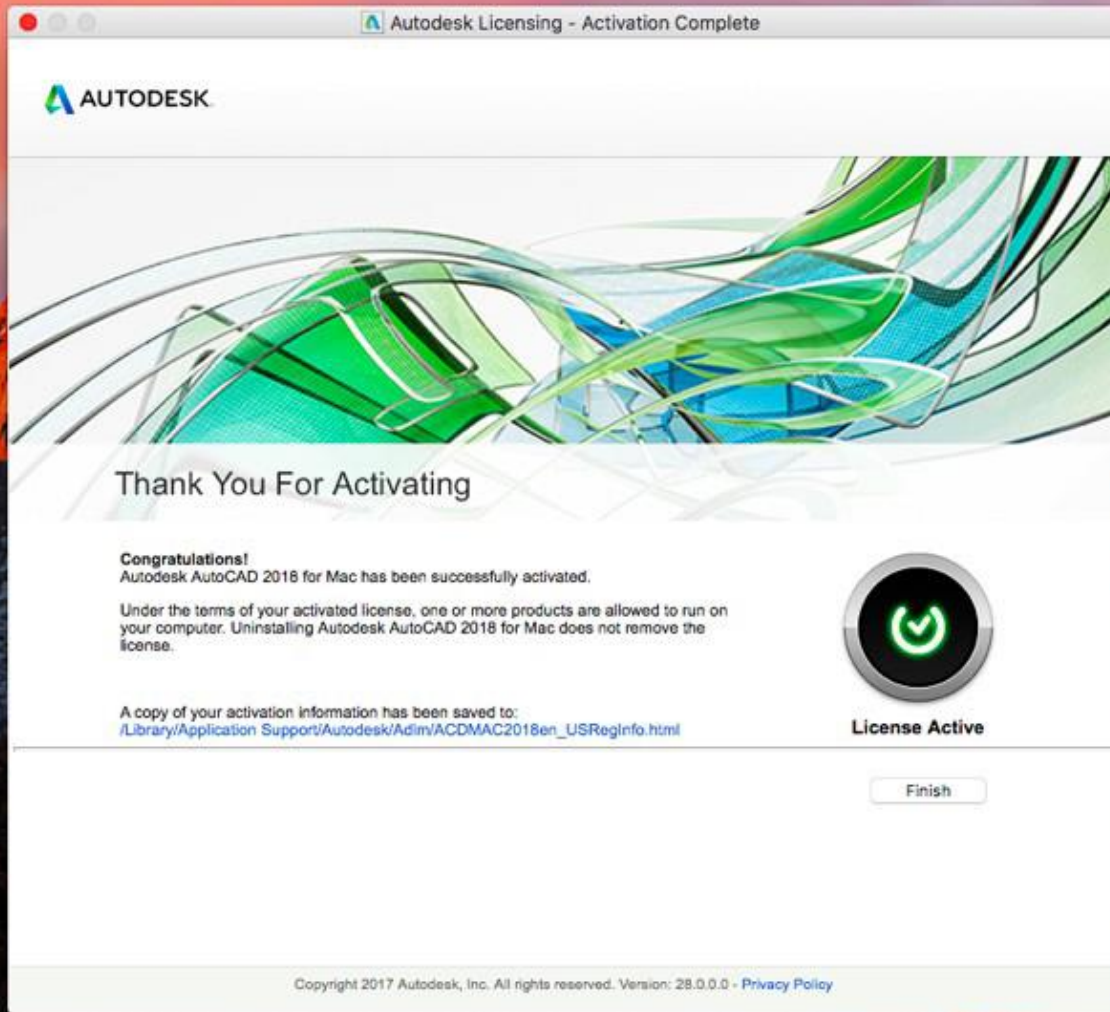 Autodesk Licensing - Activation Complete
AUTODESK.
Thank You For Activating
Congratulations!
Autodesk AutoCAD 2018 for Mac has been successfully activated.
Under the terms of your activated license, one or more products are allowed to run on
your computer. Uninstalling Autodesk AutoCAD 2018 for Mac does not remove the
license.
A copy of your activation information has been saved to:
/Library/Application Support/Autodesk/Adlm/ACDMAC2018en_USRegInfo.html
License Active
Finish
Copyright 2017 Autodesk, Inc. All rights reserved. Version: 28.0.0.0 - Privacy Policy